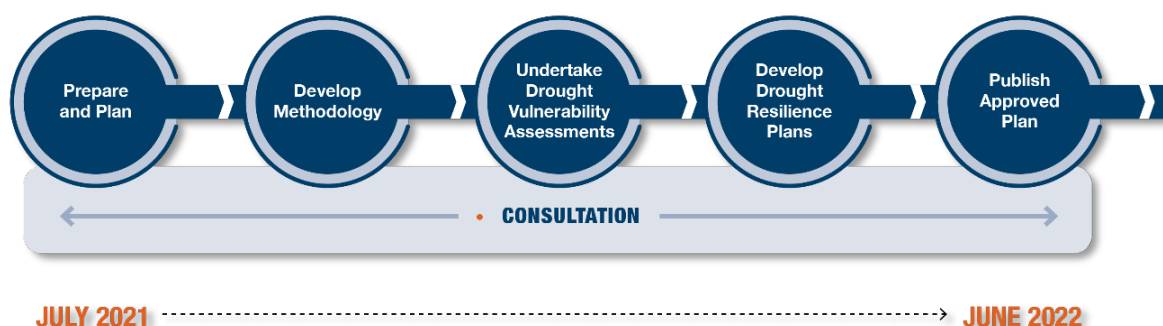 Prepare
and Plan
Develop
Methodology
Undertake
Drought
Vulnerability
Assessments
Develop
Drought
Resilience
Plans
Publish
Approved
Plan
• CONSULTATION
JULY 2021
JUNE 2022